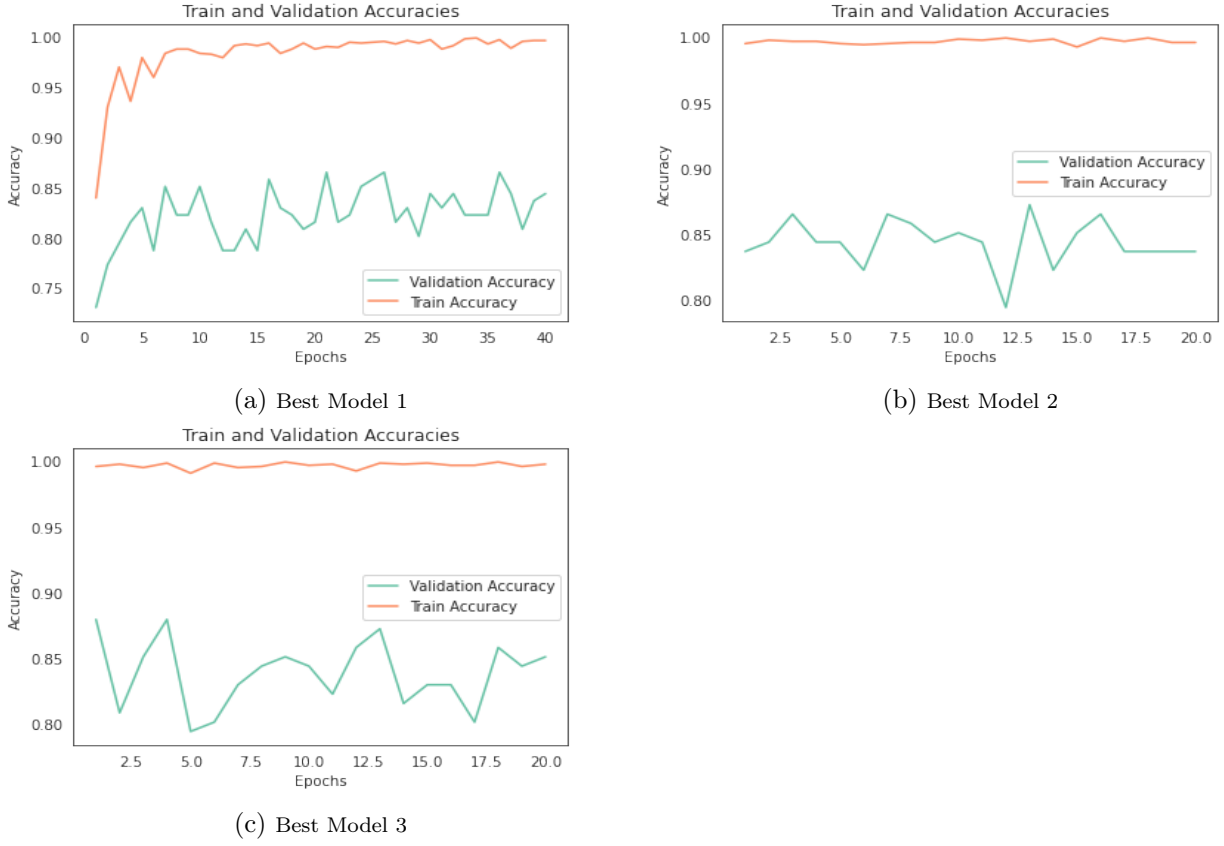 Train and Validation Accuracies
1.00
0.95
0.90
0.85
0.80
0.75
Accuracy
Validation Accuracy
Train Accuracy
0 5 10 15 20 25 30 35 40
Epochs
(a) Best Model 1
Train and Validation Accuracies
1.00
0.95
0.90
0.85
0.80
Accuracy
Validation Accuracy
Train Accuracy
2.5 5.0 7.5 10.0 12.5 15.0 17.5 20.0
Epochs
(b) Best Model 2
Train and Validation Accuracies
1.00
0.95
0.90
0.85
0.80
Accuracy
Validation Accuracy
Train Accuracy
2.5 5.0 7.5 10.0 12.5 15.0 17.5 20.0
Epochs
(c) Best Model 3